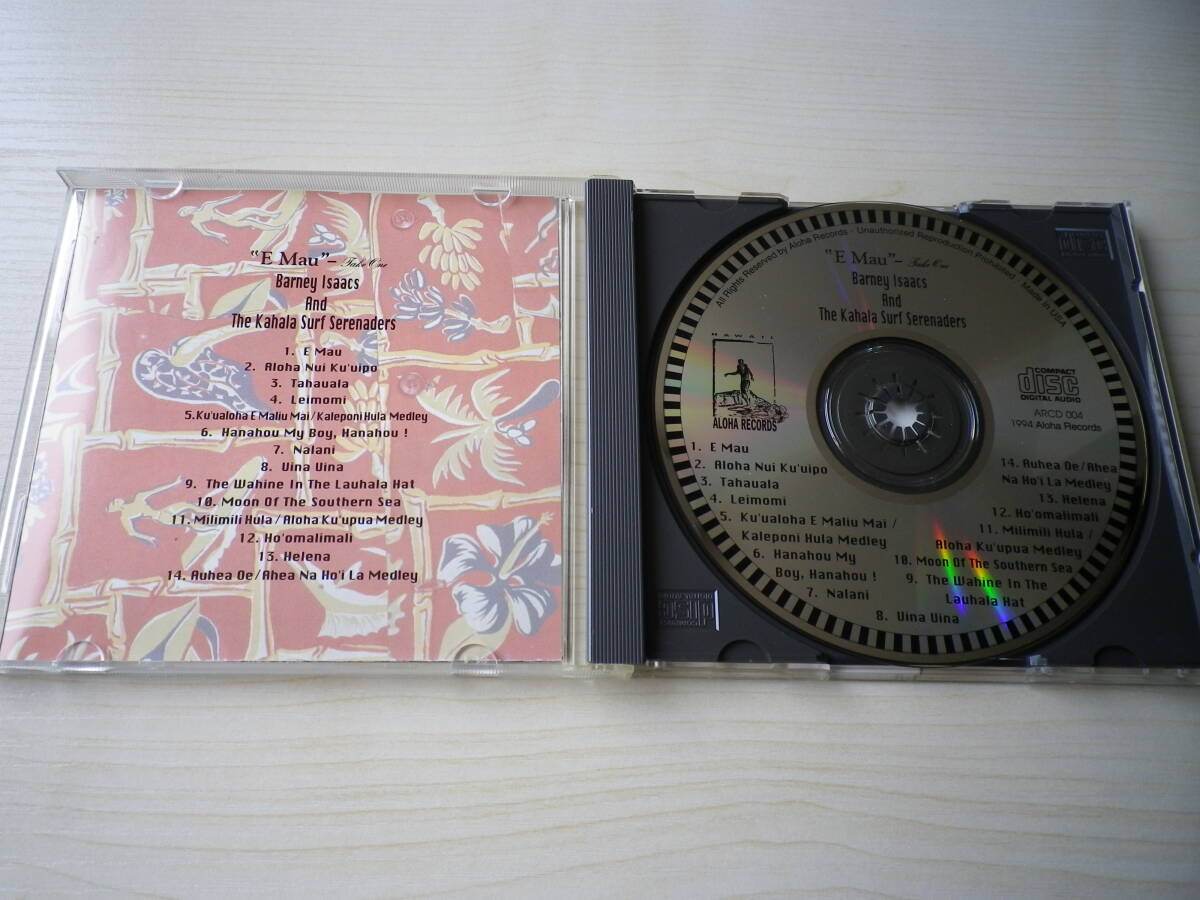 "E Mau" - Take One
Barney Isaacs
And
The Kahala Surf Serenaders
1. E Mau
2. Aloha Nui Ku'uipo
3. Tahauala
4. Leimomi
5. Ku'ualoha E Maliu Mai / Kaleponi Hula Medley
6. Hanahou My Boy, Hanahou !
7. Nalani
8. Uina Uina
9. The Wahine In The Lauhala Hat
10. Moon Of The Southern Sea
11. Milimili Hula / Aloha Ku'upua Medley
12. Ho'omalimali
13. Helena
14. Auhea Oe / Ahea Na Ho'i La Medley
All Rights Reserved by Aloha Records · Unauthorized Reproduction Prohibited. Made in USA
"E Mau" - Take One
Barney Isaacs
And
The Kahala Surf Serenaders
HAWAI'I
ALOHA RECORDS
COMPACT
disc
DIGITAL AUDIO
ARCD 004
1994 Aloha Records
1. E Mau
2. Aloha Nui Ku'uipo
3. Tahauala
4. Leimomi
5. Ku'ualoha E Maliu Mai /
Kaleponi Hula Medley
6. Hanahou My
Boy, Hanahou !
7. Nalani
8. Uina Uina
9. The Wahine In The
Lauhala Hat
10. Moon Of The Southern Sea
11. Milimili Hula /
Aloha Ku'upua Medley
12. Ho'omalimali
13. Helena
14. Auhea Oe / Ahea
Na Ho'i La Medley
COMPACT
disc